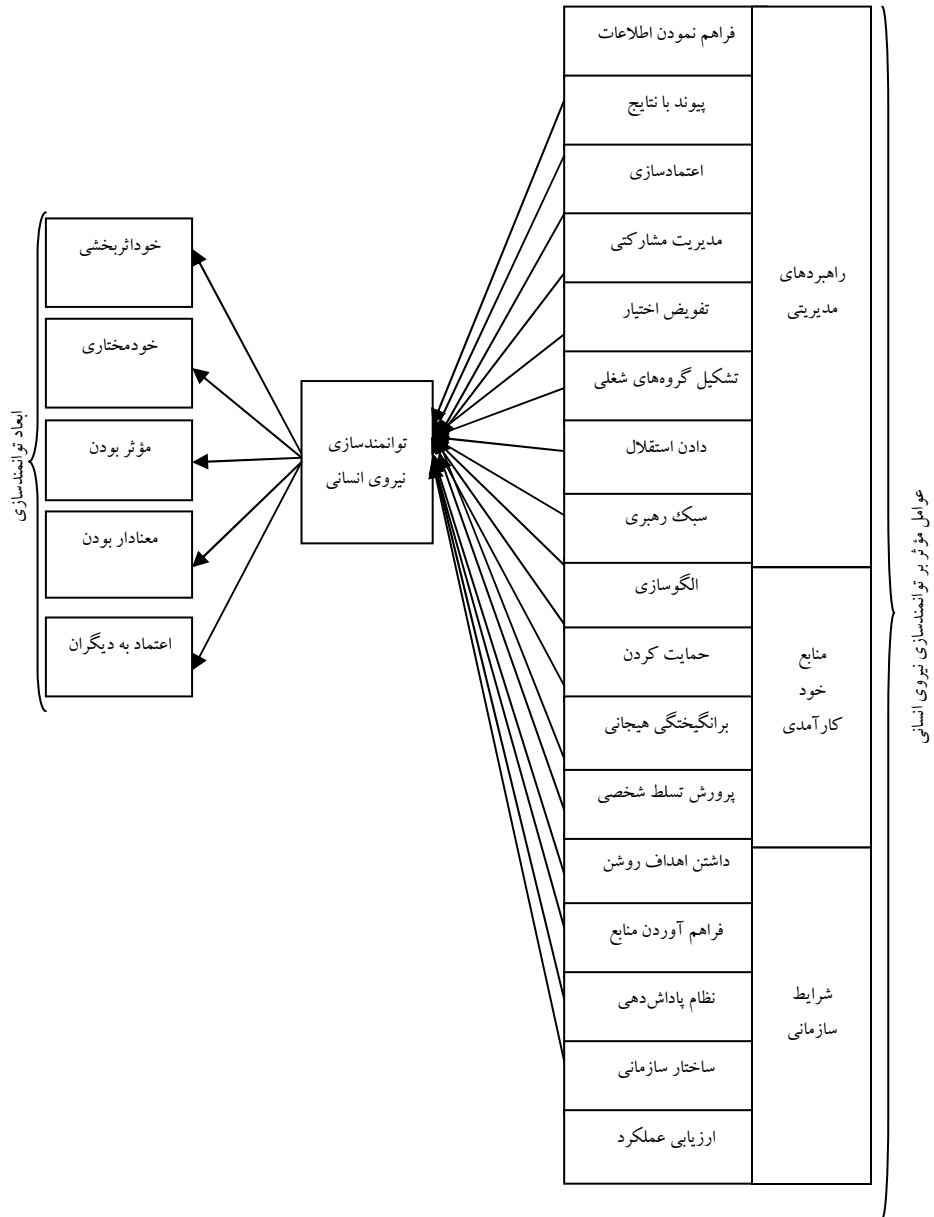 عوامل مؤثر بر توانمندسازی نیروی انسانی
راهبردهای
مدیریتی
فراهم نمودن اطلاعات
پیوند با نتایج
اعتمادسازی
مدیریت مشارکتی
تفویض اختیار
تشکیل گروه‌های شغلی
دادن استقلال
سبک رهبری
منابع
خود
کارآمدی
الگوسازی
حمایت کردن
برانگیختگی هیجانی
پرورش تسلط شخصی
شرایط
سازمانی
داشتن اهداف روشن
فراهم آوردن منابع
نظام پاداش‌دهی
ساختار سازمانی
ارزیابی عملکرد
توانمندسازی
نیروی انسانی
خوداثربخشی
خودمختاری
مؤثر بودن
معنادار بودن
اعتماد به دیگران
ابعاد توانمندسازی